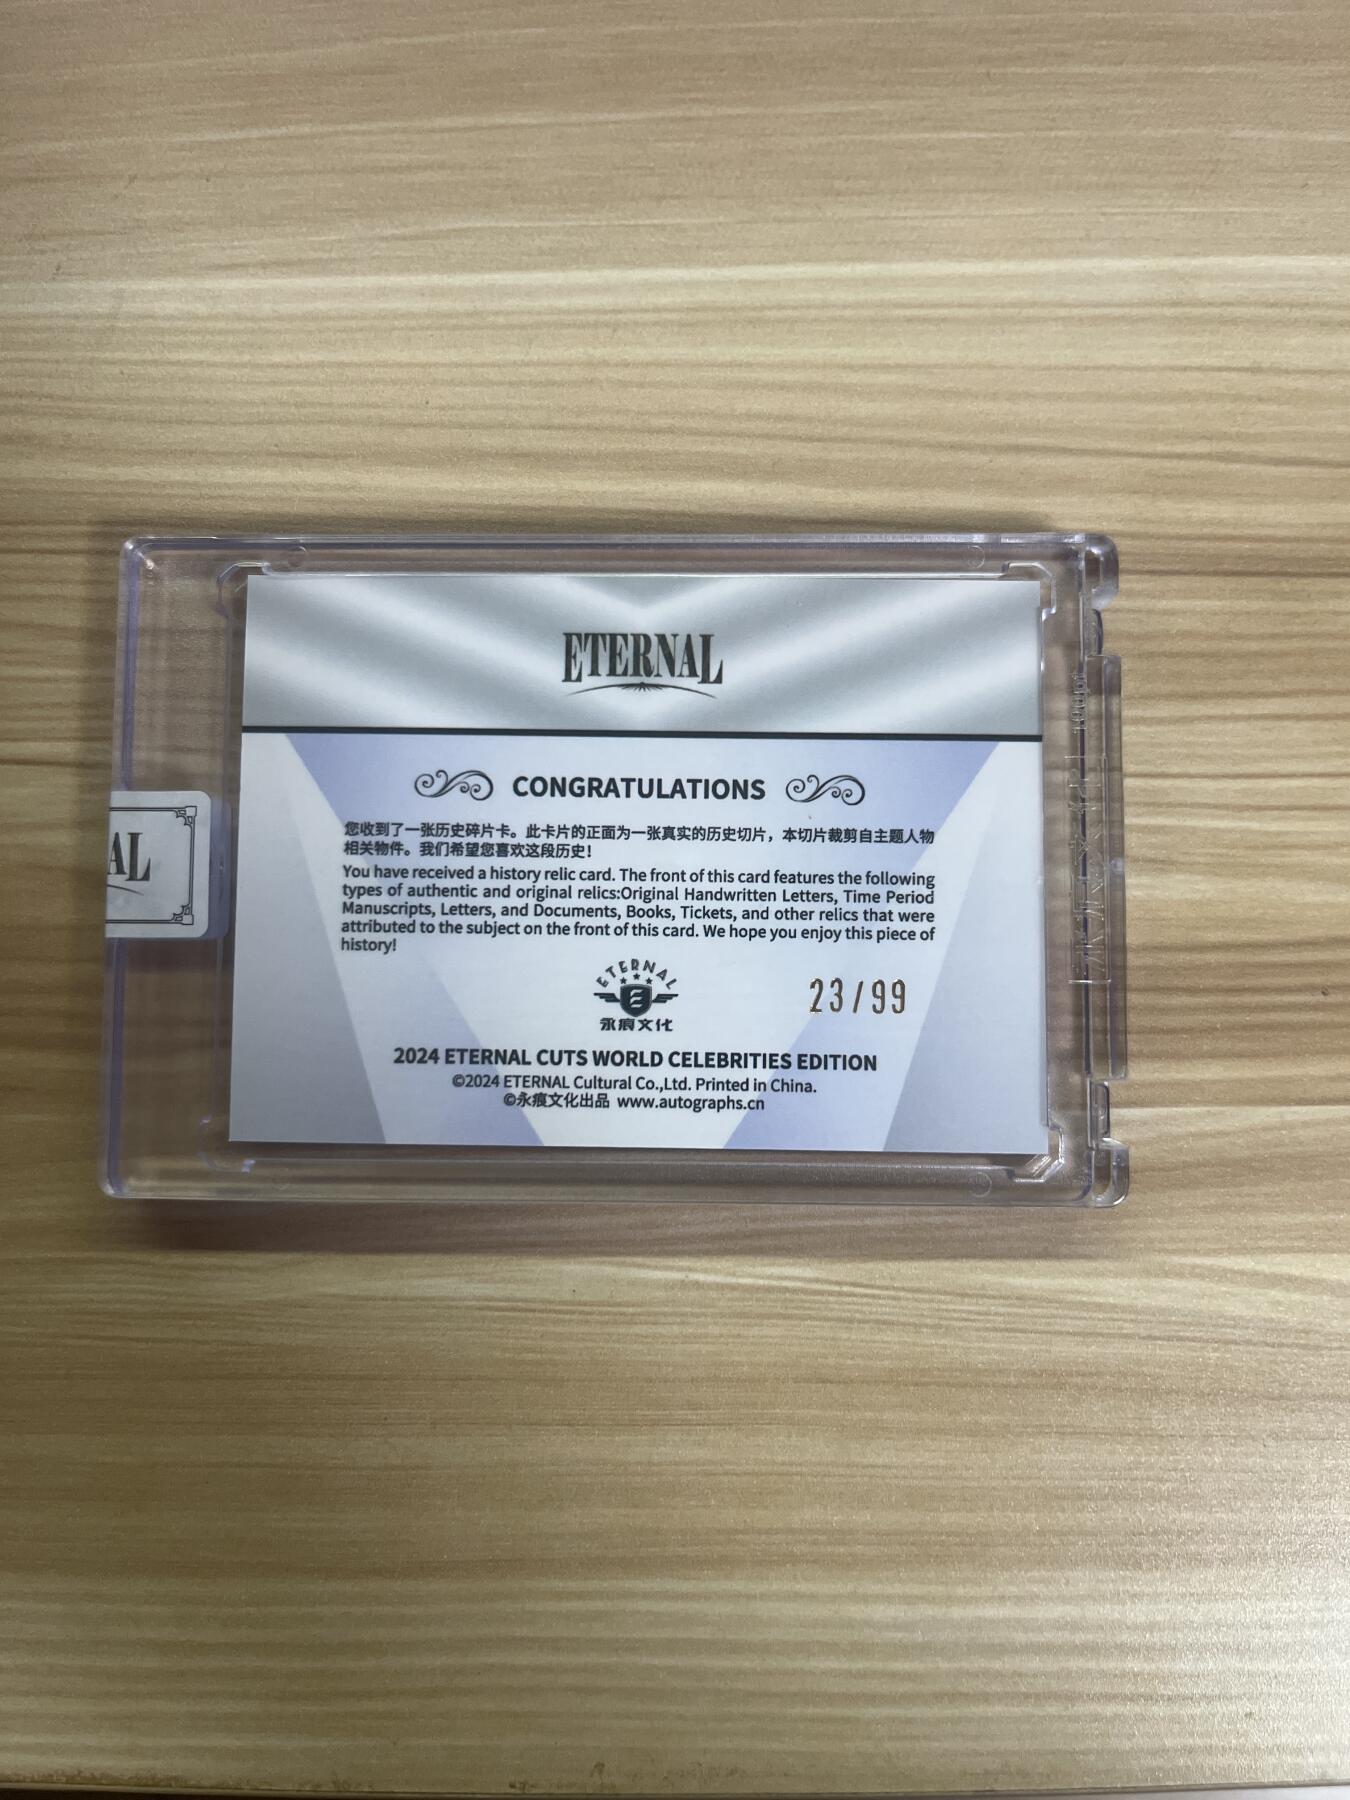 ETERNAL
CONGRATULATIONS
您收到了一张历史碎片卡。此卡片的正面为一张真实的历史切片，本切片裁剪自主题人物
相关物件。我们希望您喜欢这段历史！
You have received a history relic card. The front of this card features the following
types of authentic and original relics:Original Handwritten Letters, Time Period
Manuscripts, Letters, and Documents, Books, Tickets, and other relics that were
attributed to the subject on the front of this card. We hope you enjoy this piece of
history!
AL
ETERNAL
永痕文化
23/99
2024 ETERNAL CUTS WORLD CELEBRITIES EDITION
©2024 ETERNAL Cultural Co.,Ltd. Printed in China.
©永痕文化出品 www.autographs.cn